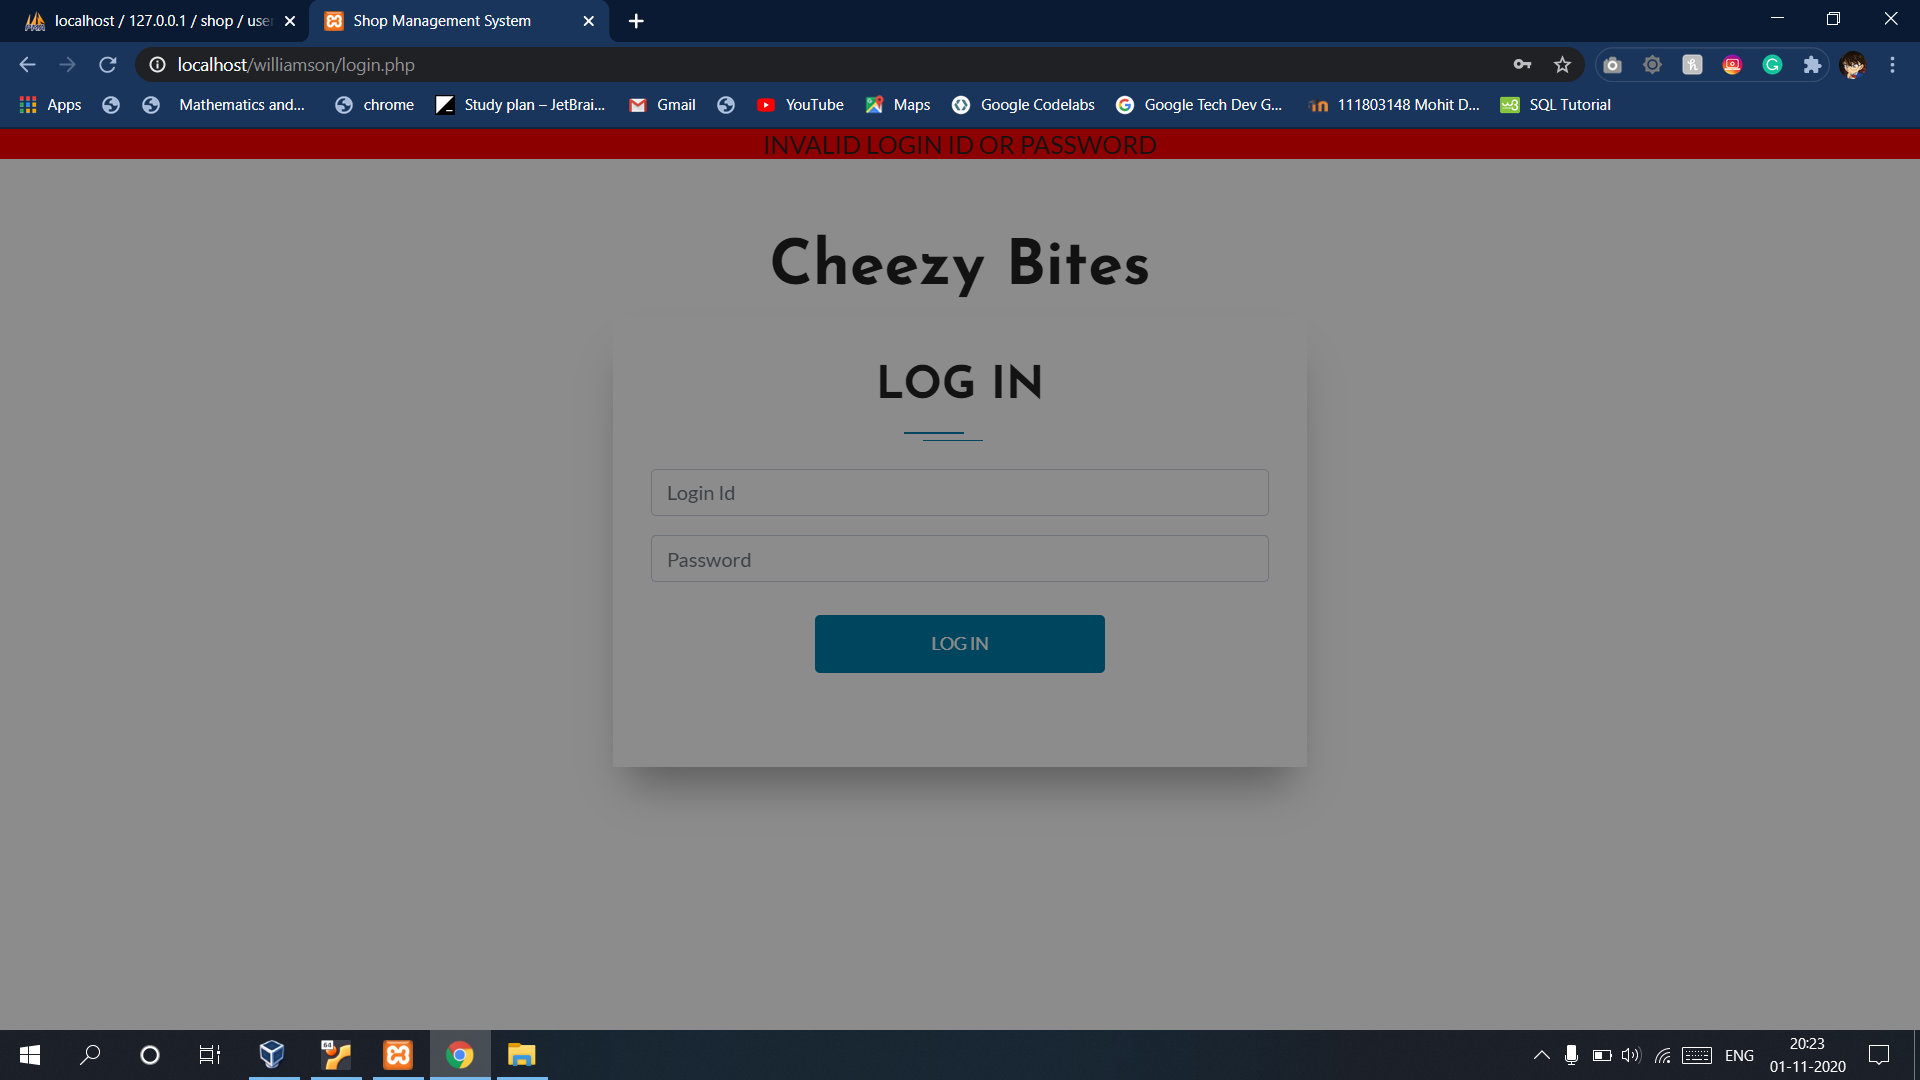 localhost / 127.0.0.1 / shop / user
Shop Management System
localhost/williamson/login.php
Apps
Mathematics and...
chrome
Study plan – JetBrai...
Gmail
YouTube
Maps
Google Codelabs
Google Tech Dev G...
111803148 Mohit D...
SQL Tutorial
INVALID LOGIN ID OR PASSWORD
Cheezy Bites
LOG IN
Login Id
Password
LOG IN
64
ENG
20:23
01-11-2020